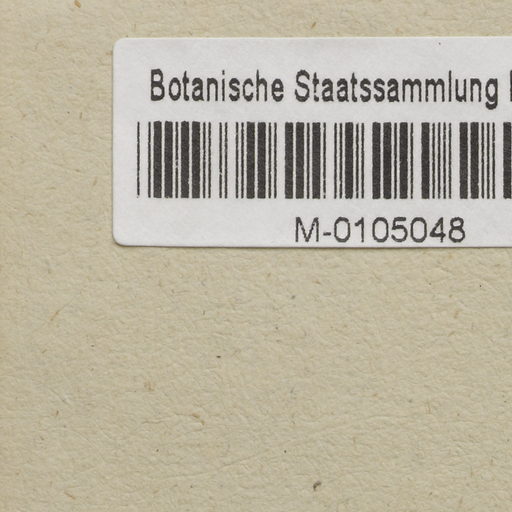 Botanische Staatssammlung
M-0105048